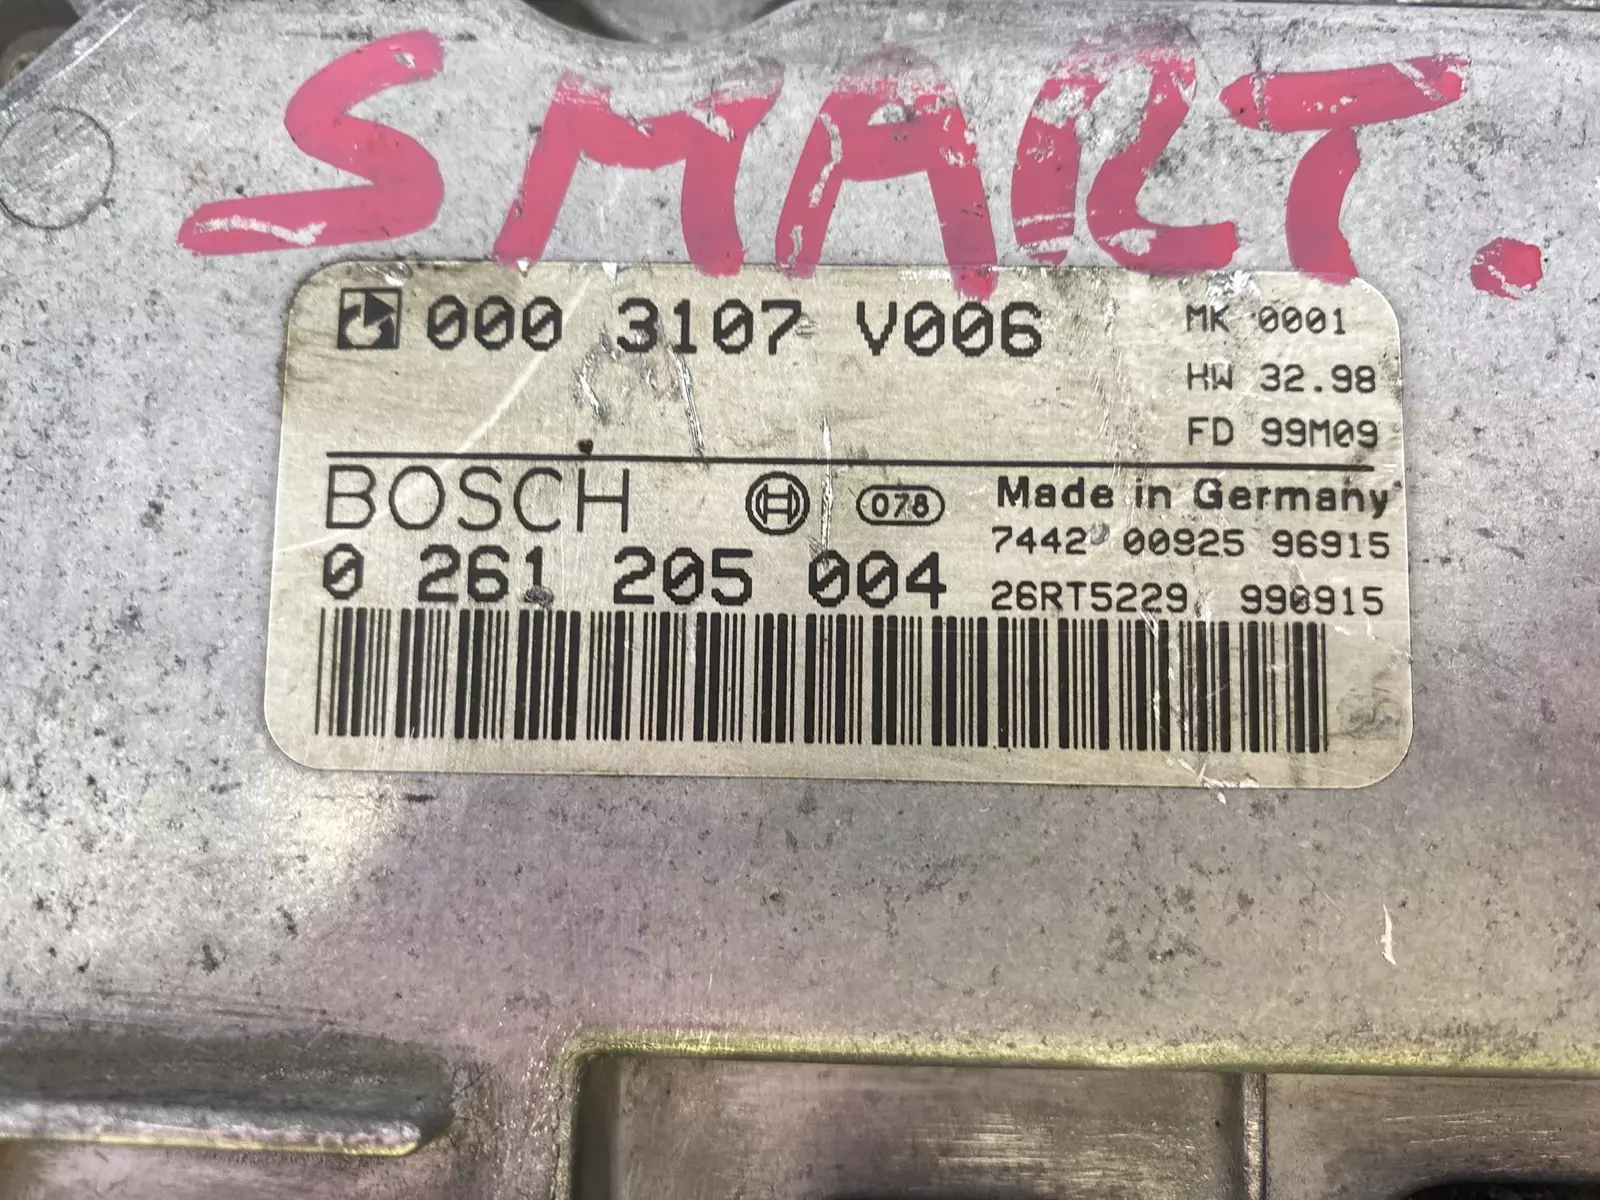 SMART.
000 3107 V006
MK 0001
HW 32.98
FD 99M09
BOSCH
078
Made in Germany
7442 00925 96915
0 261 205 004
26RT5229 990915